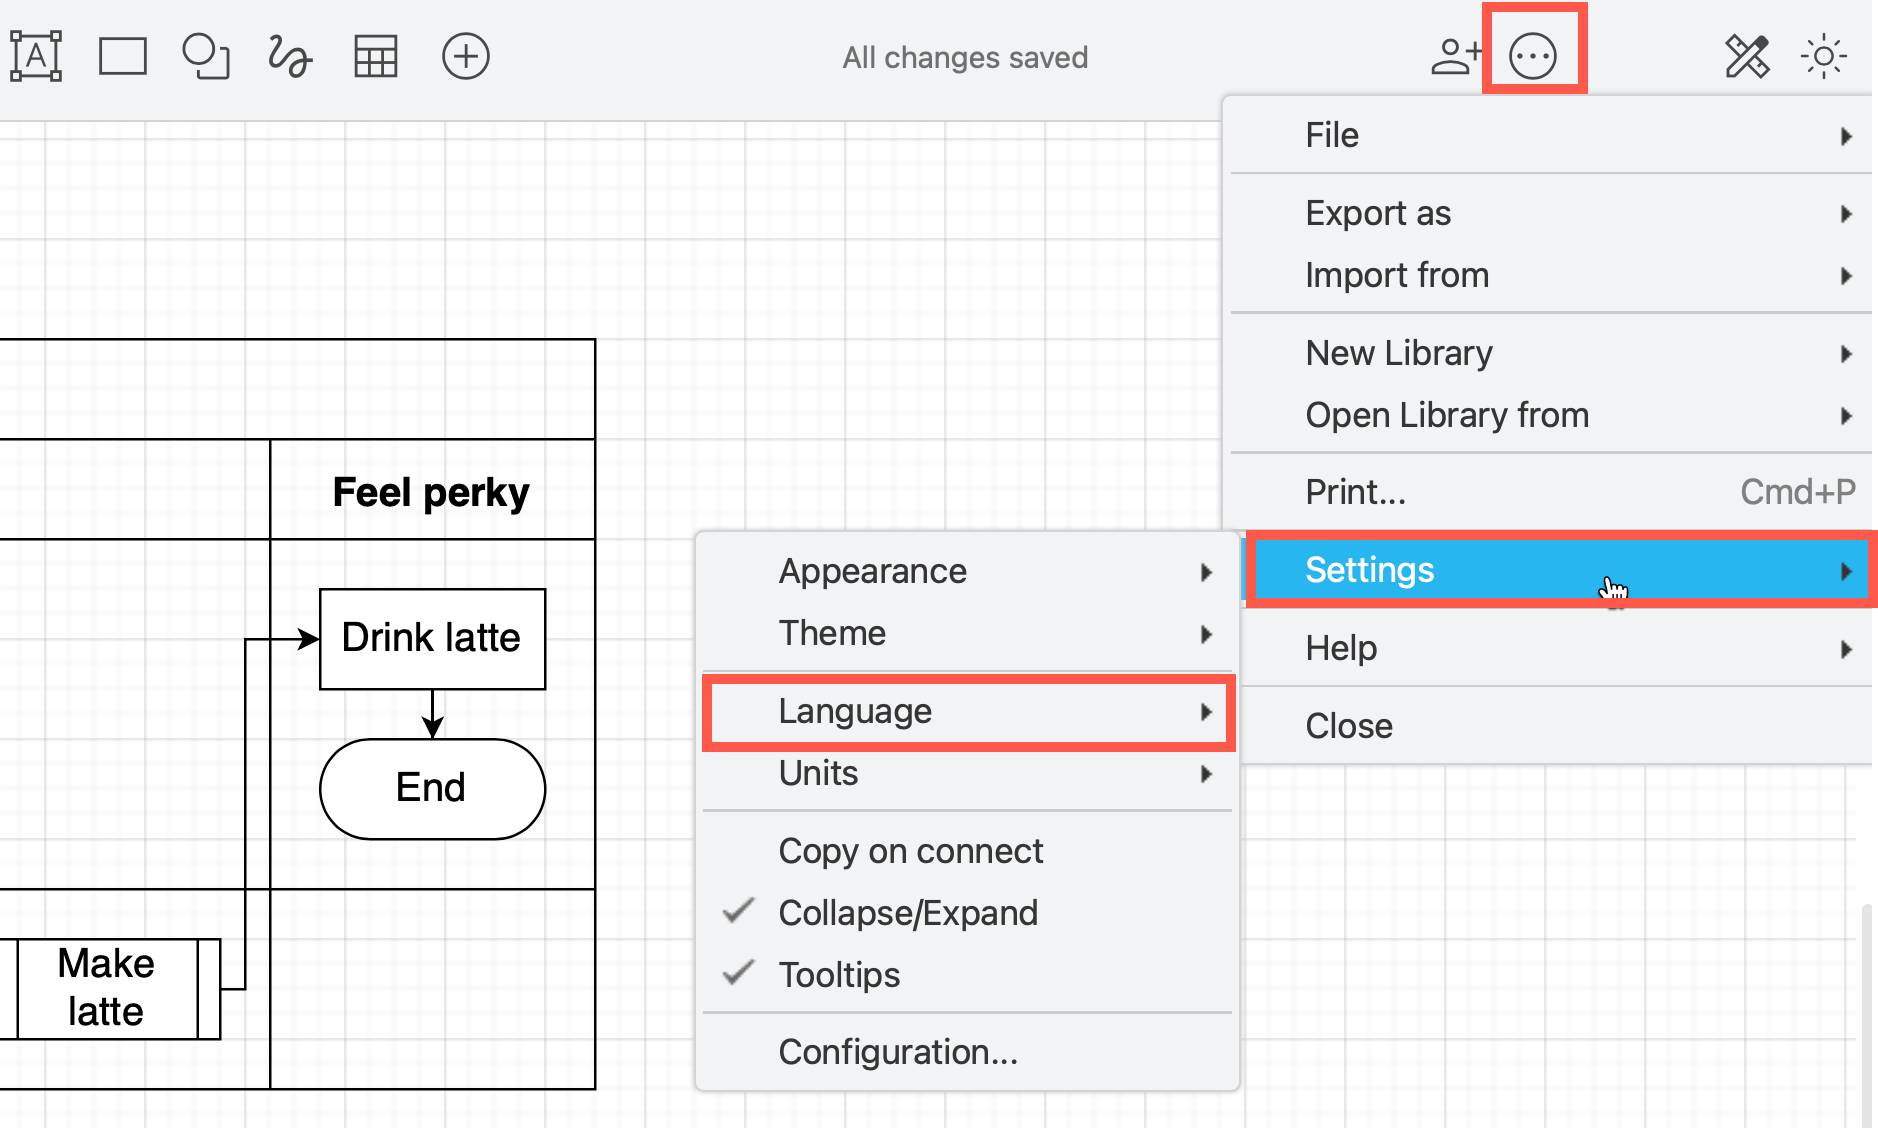 A
All changes saved
File
Export as
Import from
New Library
Open Library from
Print...
Cmd+P
Settings
Help
Close
Appearance
Theme
Language
Units
Copy on connect
Collapse/Expand
Tooltips
Configuration...
Feel perky
Drink latte
End
Make
latte